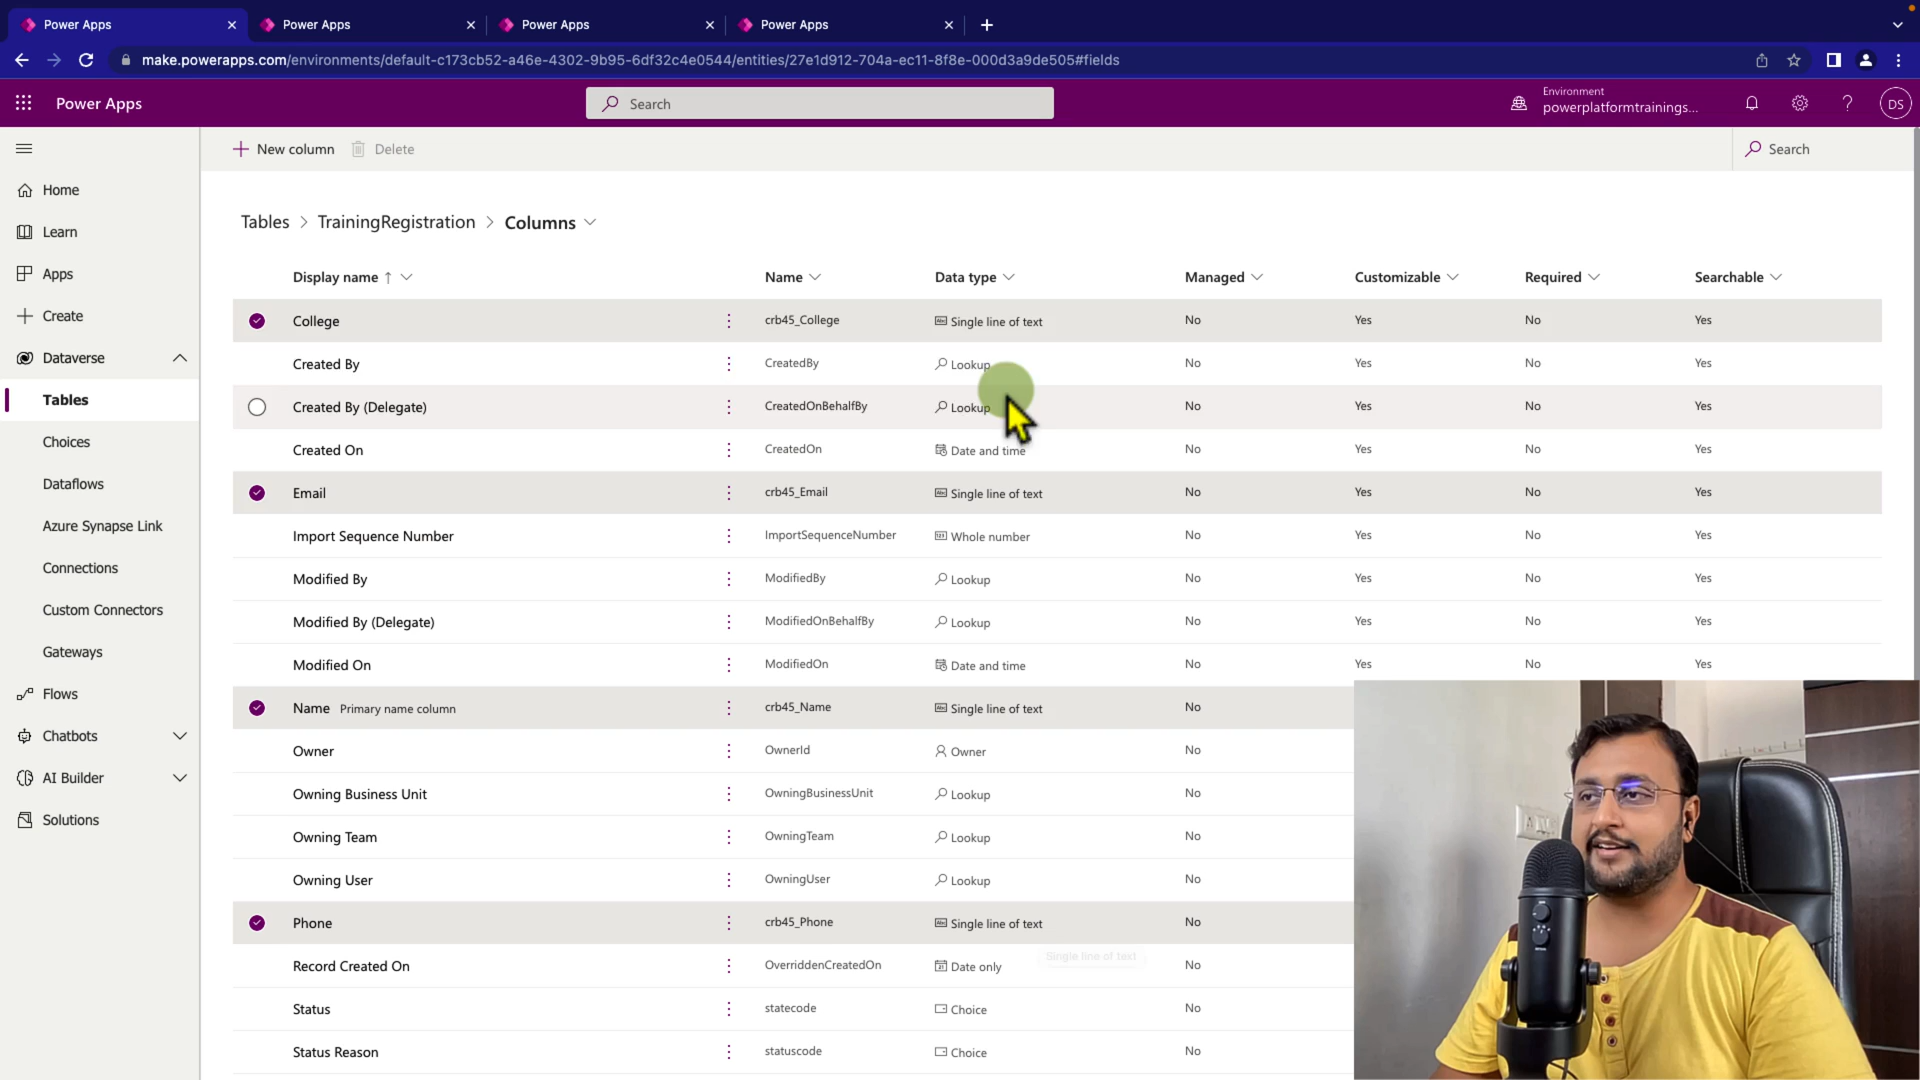 Power Apps
Power Apps
Power Apps
Power Apps
make.powerapps.com/environments/default-c173cb52-a46e-4302-9b95-6df32c4e0544/entities/27e1d912-704a-ec11-8f8e-000d3a9de505#fields
Power Apps
Search
Environment
powerplatformtrainings...
DS
New column
Delete
Search
Home
Learn
Apps
Create
Dataverse
Tables
Choices
Dataflows
Azure Synapse Link
Connections
Custom Connectors
Gateways
Flows
Chatbots
AI Builder
Solutions
Tables > TrainingRegistration > Columns
Display name ↑ Name Data type Managed Customizable Required Searchable
College crb45_College Single line of text No Yes No Yes
Created By CreatedBy Lookup No Yes No Yes
Created By (Delegate) CreatedOnBehalfBy Lookup No Yes No Yes
Created On CreatedOn Date and time No Yes No Yes
Email crb45_Email Single line of text No Yes No Yes
Import Sequence Number ImportSequenceNumber Whole number No Yes No Yes
Modified By ModifiedBy Lookup No Yes No Yes
Modified By (Delegate) ModifiedOnBehalfBy Lookup No Yes No Yes
Modified On ModifiedOn Date and time No Yes No Yes
Name Primary name column crb45_Name Single line of text No
Owner OwnerId Owner No
Owning Business Unit OwningBusinessUnit Lookup No
Owning Team OwningTeam Lookup No
Owning User OwningUser Lookup No
Phone crb45_Phone Single line of text No
Single line of text
Record Created On OverriddenCreatedOn Date only No
Status statecode Choice No
Status Reason statuscode Choice No